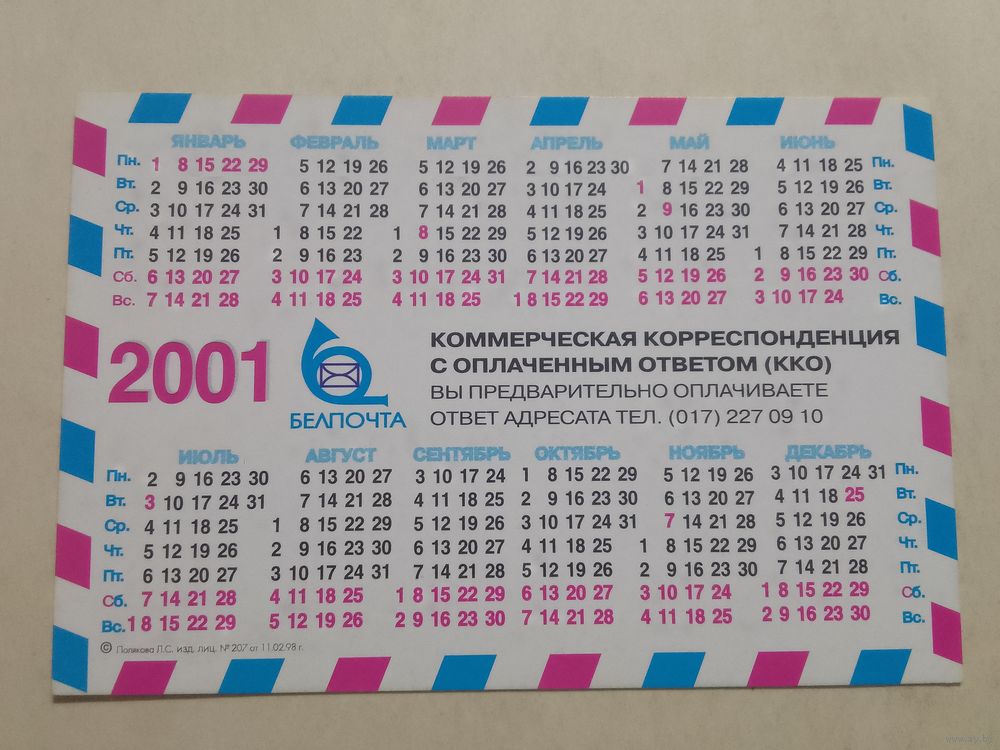 ЯНВАРЬ ФЕВРАЛЬ МАРТ АПРЕЛЬ МАЙ ИЮНЬ
Пн. 1 8 15 22 29 5 12 19 26 5 12 19 26 2 9 16 23 30 7 14 21 28 4 11 18 25 Пн.
Вт. 2 9 16 23 30 6 13 20 27 6 13 20 27 3 10 17 24 1 8 15 22 29 5 12 19 26 Вт.
Ср. 3 10 17 24 31 7 14 21 28 7 14 21 28 4 11 18 25 2 9 16 23 30 6 13 20 27 Ср.
Чт. 4 11 18 25 1 8 15 22 1 8 15 22 29 5 12 19 26 3 10 17 24 31 7 14 21 28 Чт.
Пт. 5 12 19 26 2 9 16 23 2 9 16 23 30 6 13 20 27 4 11 18 25 1 8 15 22 29 Пт.
Сб. 6 13 20 27 3 10 17 24 3 10 17 24 31 7 14 21 28 5 12 19 26 2 9 16 23 30 Сб.
Вс. 7 14 21 28 4 11 18 25 4 11 18 25 1 8 15 22 29 6 13 20 27 3 10 17 24 Вс.
2001
БЕЛПОЧТА
КОММЕРЧЕСКАЯ КОРРЕСПОНДЕНЦИЯ
С ОПЛАЧЕННЫМ ОТВЕТОМ (ККО)
ВЫ ПРЕДВАРИТЕЛЬНО ОПЛАЧИВАЕТЕ
ОТВЕТ АДРЕСАТА ТЕЛ. (017) 227 09 10
ИЮЛЬ АВГУСТ СЕНТЯБРЬ ОКТЯБРЬ НОЯБРЬ ДЕКАБРЬ
Пн. 2 9 16 23 30 6 13 20 27 3 10 17 24 1 8 15 22 29 5 12 19 26 3 10 17 24 31 Пн.
Вт. 3 10 17 24 31 7 14 21 28 4 11 18 25 2 9 16 23 30 6 13 20 27 4 11 18 25 Вт.
Ср. 4 11 18 25 1 8 15 22 29 5 12 19 26 3 10 17 24 31 7 14 21 28 5 12 19 26 Ср.
Чт. 5 12 19 26 2 9 16 23 30 6 13 20 27 4 11 18 25 1 8 15 22 29 6 13 20 27 Чт.
Пт. 6 13 20 27 3 10 17 24 31 7 14 21 28 5 12 19 26 2 9 16 23 30 7 14 21 28 Пт.
Сб. 7 14 21 28 4 11 18 25 1 8 15 22 29 6 13 20 27 3 10 17 24 1 8 15 22 29 Сб.
Вс. 1 8 15 22 29 5 12 19 26 2 9 16 23 30 7 14 21 28 4 11 18 25 2 9 16 23 30 Вс.
© Полякова Л.С. изд. лиц. № 207 от 11.02.98 г.